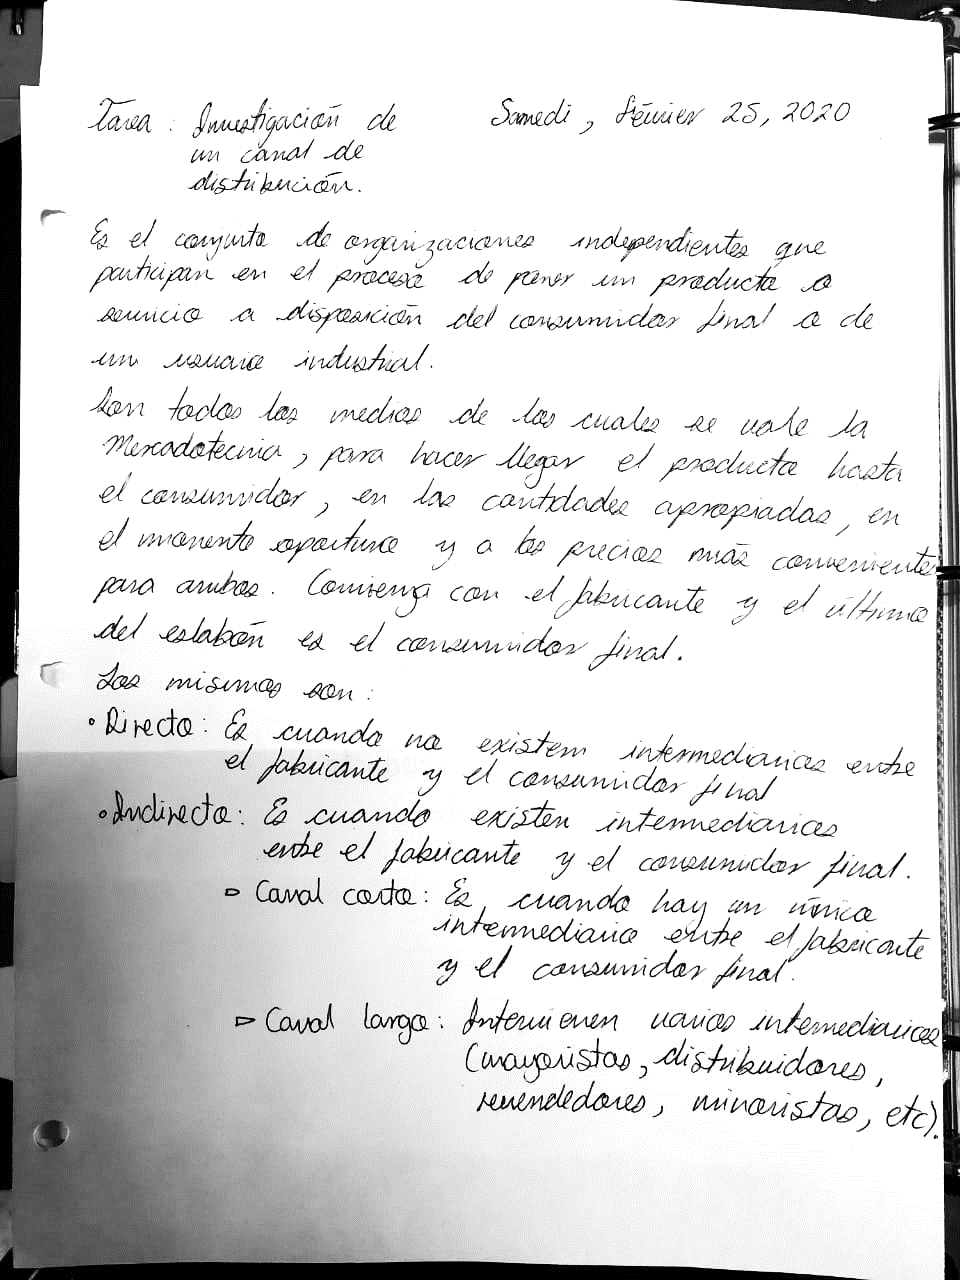 Tarea : Investigación de
un canal de
distribución.
Samedi, février 25, 2020
Es el conjunto de organizaciones independientes que
participan en el proceso de poner un producto o
servicio a disposición del consumidor final o de
un usuario industrial.
Son todos los medios de los cuales se vale la
Mercadotecnia, para hacer llegar el producto hasta
el consumidor, en las cantidades apropiadas, en
el momento oportuno y a los precios más convenientes
para ambos. Comienza con el fabricante y el último
del eslabón es el consumidor final.
Los mismos son:
• Directo: Es cuando no existen intermediarios entre
el fabricante y el consumidor final
• Indirecto: Es cuando existen intermediarios
entre el fabricante y el consumidor final.
▷ Canal corto: Es cuando hay un único
intermediario entre el fabricante
y el consumidor final.
▷ Canal largo: Intervienen varios intermediarios
(mayoristas, distribuidores,
revendedores, minoristas, etc).